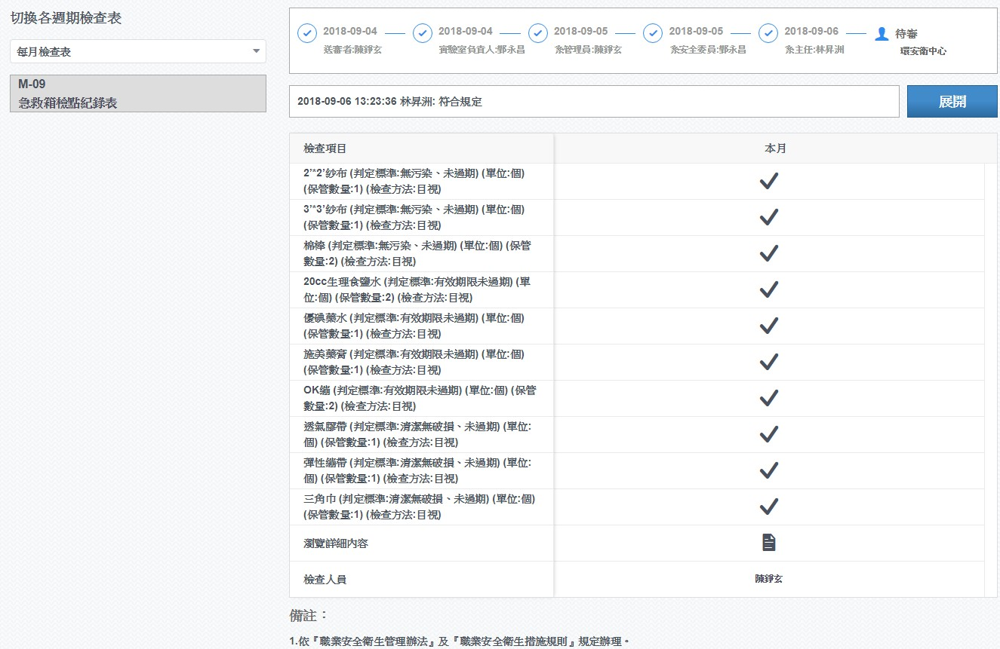 切換各週期檢查表
每月檢查表
M-09
急救箱檢點紀錄表
2018-09-04
送審者:陳錚玄
2018-09-04
實驗室負責人:鄧永昌
2018-09-05
系管理員:陳錚玄
2018-09-05
系安全委員:鄧永昌
2018-09-06
系主任:林昇洲
待審
環安衛中心
2018-09-06 13:23:36 林昇洲: 符合規定
展開
檢查項目
本月
2’*2’紗布 (判定標準:無污染、未過期) (單位:個)
(保管數量:1) (檢查方法:目視)
3’*3’紗布 (判定標準:無污染、未過期) (單位:個)
(保管數量:1) (檢查方法:目視)
棉棒 (判定標準:無污染、未過期) (單位:個) (保管
數量:2) (檢查方法:目視)
20cc生理食鹽水 (判定標準:有效期限未過期) (單
位:個) (保管數量:2) (檢查方法:目視)
優碘藥水 (判定標準:有效期限未過期) (單位:個)
(保管數量:1) (檢查方法:目視)
施美藥膏 (判定標準:有效期限未過期) (單位:個)
(保管數量:1) (檢查方法:目視)
OK繃 (判定標準:有效期限未過期) (單位:個) (保管
數量:2) (檢查方法:目視)
透氣膠帶 (判定標準:清潔無破損、未過期) (單位:
個) (保管數量:1) (檢查方法:目視)
彈性繃帶 (判定標準:清潔無破損、未過期) (單位:
個) (保管數量:1) (檢查方法:目視)
三角巾 (判定標準:清潔無破損、未過期) (單位:個)
(保管數量:1) (檢查方法:目視)
瀏覽詳細內容
檢查人員
陳錚玄
備註：
1.依『職業安全衛生管理辦法』及『職業安全衛生措施規則』規定辦理。